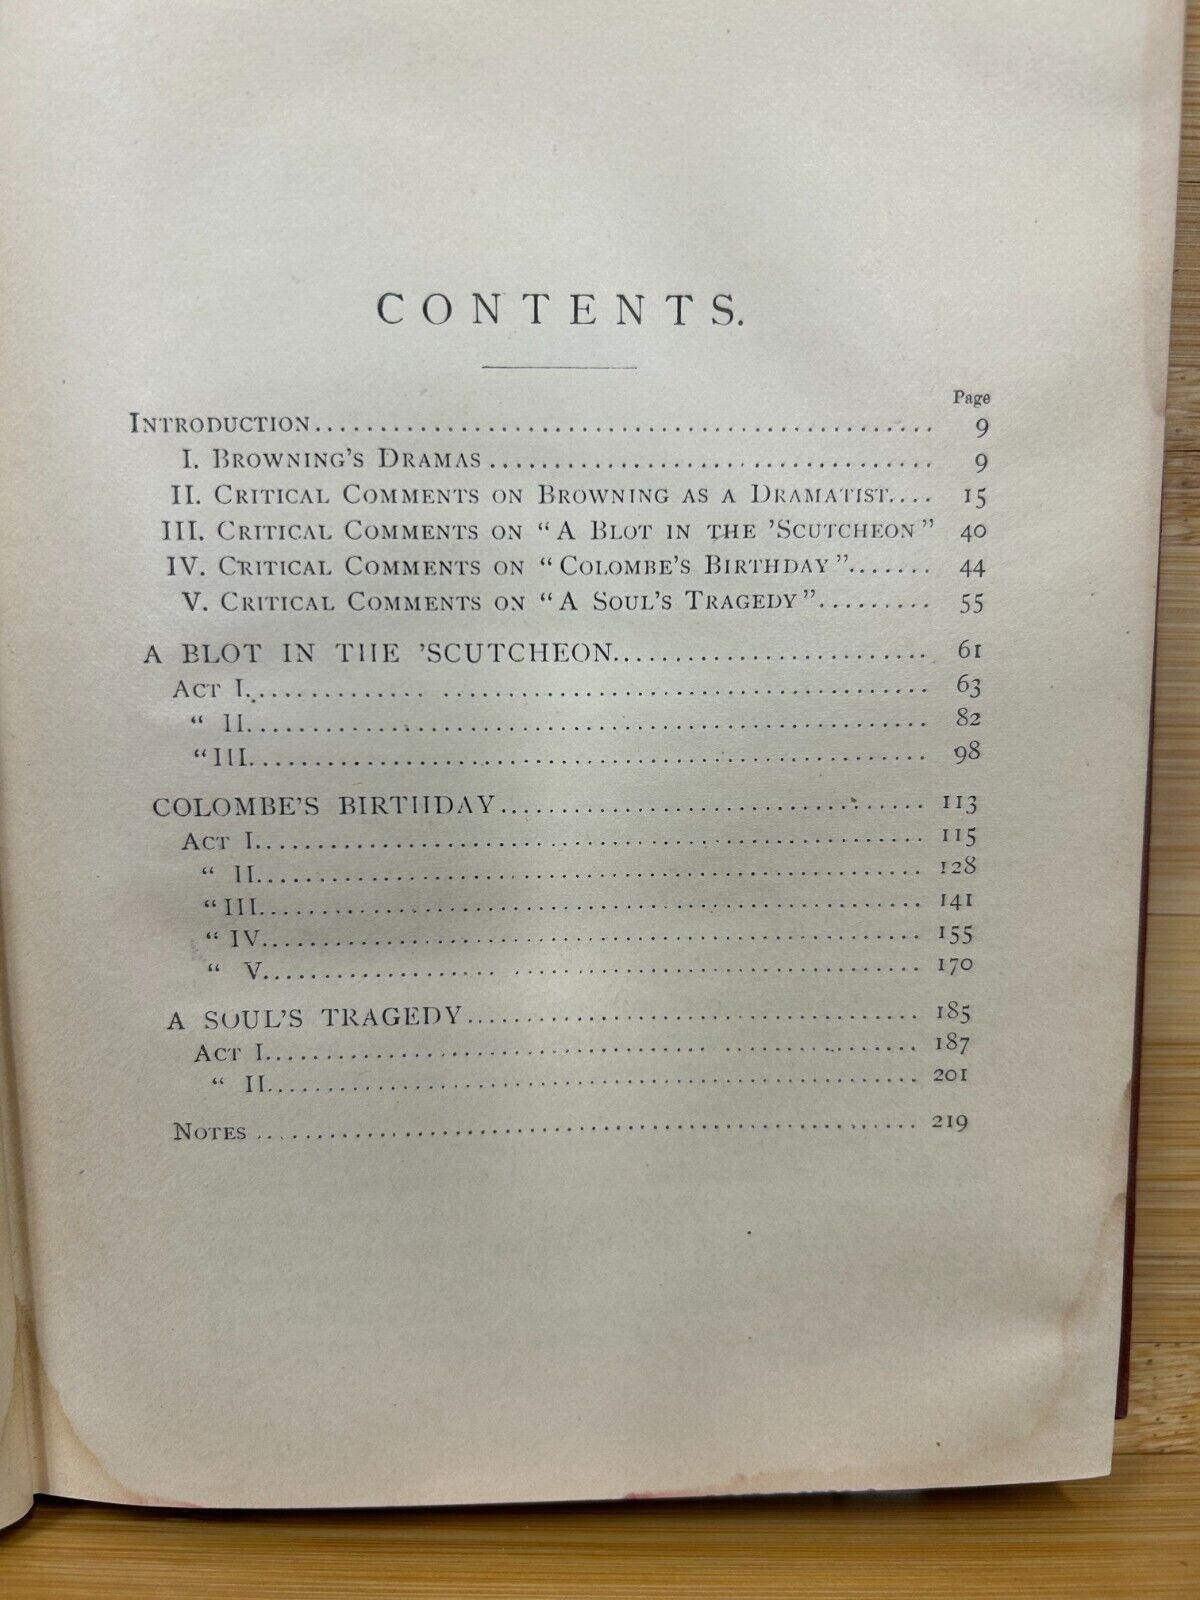 CONTENTS.
Page
INTRODUCTION........................................ 9
I. BROWNING'S DRAMAS............................ 9
II. CRITICAL COMMENTS ON BROWNING AS A DRAMATIST.... 15
III. CRITICAL COMMENTS ON "A BLOT IN THE 'SCUTCHEON" 40
IV. CRITICAL COMMENTS ON "COLOMBE'S BIRTHDAY"....... 44
V. CRITICAL COMMENTS ON "A SOUL'S TRAGEDY"......... 55
A BLOT IN THE 'SCUTCHEON......................... 61
ACT I.......................................... 63
" II.......................................... 82
" III.......................................... 98
COLOMBE'S BIRTHDAY............................. 113
ACT I.......................................... 115
" II.......................................... 128
" III.......................................... 141
" IV.......................................... 155
" V.......................................... 170
A SOUL'S TRAGEDY............................... 185
ACT I.......................................... 187
" II.......................................... 201
NOTES.......................................... 219